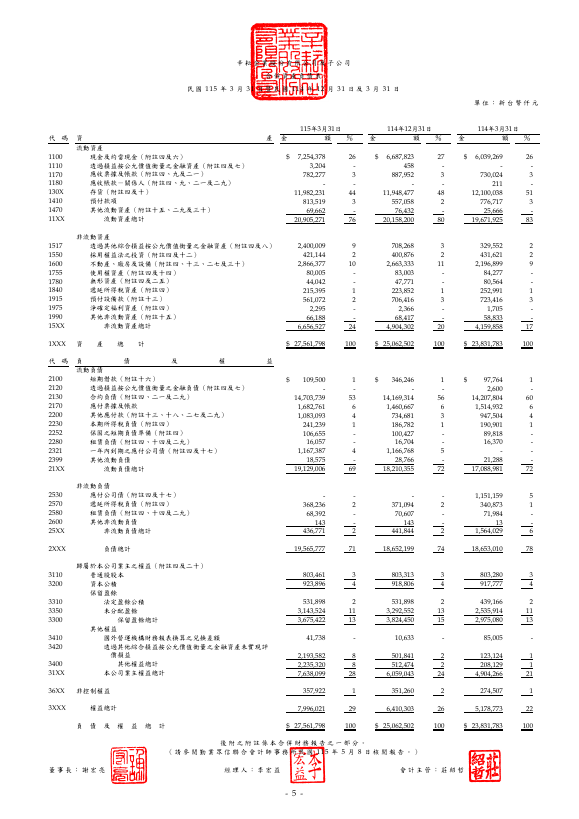 民國 115 年 3 月 31 日 12 月 31 日及 3 月 31 日
單位：新台幣仟元
115年3月31日 114年12月31日 114年3月31日
代 碼 資 產 金 額 % 金 額 % 金 額 %
流動資產
1100 現金及約當現金（附註四及六） $ 7,254,378 26 $ 6,687,823 27 $ 6,039,269 26
1110 透過損益按公允價值衡量之金融資產（附註四及七） 3,204 - 458 - - -
1170 應收票據及帳款（附註四、九及二一） 782,277 3 887,952 3 730,024 3
1180 應收帳款－關係人（附註四、九、二一及二九） - - - - 211 -
130X 存貨（附註四及十） 11,982,231 44 11,948,477 48 12,100,038 51
1410 預付款項 813,519 3 557,058 2 776,717 3
1470 其他流動資產（附註十五、二九及三十） 69,662 - 76,432 - 25,666 -
11XX 流動資產總計 20,905,271 76 20,158,200 80 19,671,925 83
非流動資產
1517 透過其他綜合損益按公允價值衡量之金融資產（附註四及八） 2,400,009 9 708,268 3 329,552 2
1550 採用權益法之投資（附註四及十二） 421,144 2 400,876 2 431,621 2
1600 不動產、廠房及設備（附註四、十三、二七及三十） 2,866,377 10 2,663,333 11 2,196,899 9
1755 使用權資產（附註四及十四） 80,005 - 83,003 - 84,277 -
1780 無形資產（附註四及二五） 44,042 - 47,771 - 80,564 -
1840 遞延所得稅資產（附註四） 215,395 1 223,852 1 252,991 1
1915 預付設備款（附註十三） 561,072 2 706,416 3 723,416 3
1975 淨確定福利資產（附註四） 2,295 - 2,366 - 1,705 -
1990 其他非流動資產（附註十五） 66,188 - 68,417 - 58,833 -
15XX 非流動資產總計 6,656,527 24 4,904,302 20 4,159,858 17
1XXX 資 產 總 計 $ 27,561,798 100 $ 25,062,502 100 $ 23,831,783 100
代 碼 負 債 及 權 益
流動負債
2100 短期借款（附註十六） $ 109,500 1 $ 346,246 1 $ 97,764 1
2120 透過損益按公允價值衡量之金融負債（附註四及七） - - - - 2,600 -
2130 合約負債（附註四、二一及二九） 14,703,739 53 14,169,314 56 14,207,804 60
2170 應付票據及帳款 1,682,761 6 1,460,667 6 1,514,932 6
2200 其他應付款（附註十三、十八、二七及二九） 1,083,093 4 734,681 3 947,504 4
2230 本期所得稅負債（附註四） 241,239 1 186,782 1 190,901 1
2252 保固之短期負債準備（附註四） 106,655 - 100,427 - 89,818 -
2280 租賃負債（附註四、十四及二九） 16,057 - 16,704 - 16,370 -
2321 一年內到期之應付公司債（附註四及十七） 1,167,387 4 1,166,768 5 - -
2399 其他流動負債 18,575 - 28,766 - 21,288 -
21XX 流動負債總計 19,129,006 69 18,210,355 72 17,088,981 72
非流動負債
2530 應付公司債（附註四及十七） - - - - 1,151,159 5
2570 遞延所得稅負債（附註四） 368,236 2 371,094 2 340,873 1
2580 租賃負債（附註四、十四及二九） 68,392 - 70,607 - 71,984 -
2600 其他非流動負債 143 - 143 - 13 -
25XX 非流動負債總計 436,771 2 441,844 2 1,564,029 6
2XXX 負債總計 19,565,777 71 18,652,199 74 18,653,010 78
歸屬於本公司業主之權益（附註四及二十）
3110 普通股股本 803,461 3 803,313 3 803,280 3
3200 資本公積 923,896 4 918,806 4 917,777 4
保留盈餘
3310 法定盈餘公積 531,898 2 531,898 2 439,166 2
3350 未分配盈餘 3,143,524 11 3,292,552 13 2,535,914 11
3300 保留盈餘總計 3,675,422 13 3,824,450 15 2,975,080 13
其他權益
3410 國外營運機構財務報表換算之兌換差額 41,738 - 10,633 - 85,005 -
3420 透過其他綜合損益按公允價值衡量之金融資產未實現評
價損益 2,193,582 8 501,841 2 123,124 1
3400 其他權益總計 2,235,320 8 512,474 2 208,129 1
31XX 本公司業主權益總計 7,638,099 28 6,059,043 24 4,904,266 21
36XX 非控制權益 357,922 1 351,260 2 274,507 1
3XXX 權益總計 7,996,021 29 6,410,303 26 5,178,773 22
負 債 及 權 益 總 計 $ 27,561,798 100 $ 25,062,502 100 $ 23,831,783 100
後附之附註係本合併財務報告之一部分。
（請參閱勤業眾信聯合會計師事務所民國 115 年 5 月 8 日核閱報告。）
董事長：謝宏亮 經理人：李宏益 會計主管：莊紹哲
- 5 -